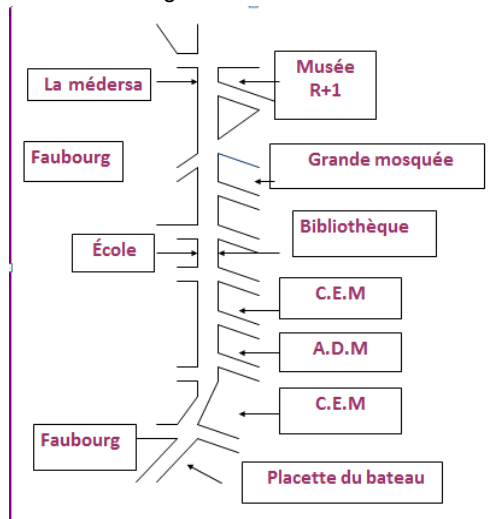 La médersa
Musée
R+1
Faubourg
Grande mosquée
École
Bibliothèque
C.E.M
A.D.M
C.E.M
Faubourg
Placette du bateau